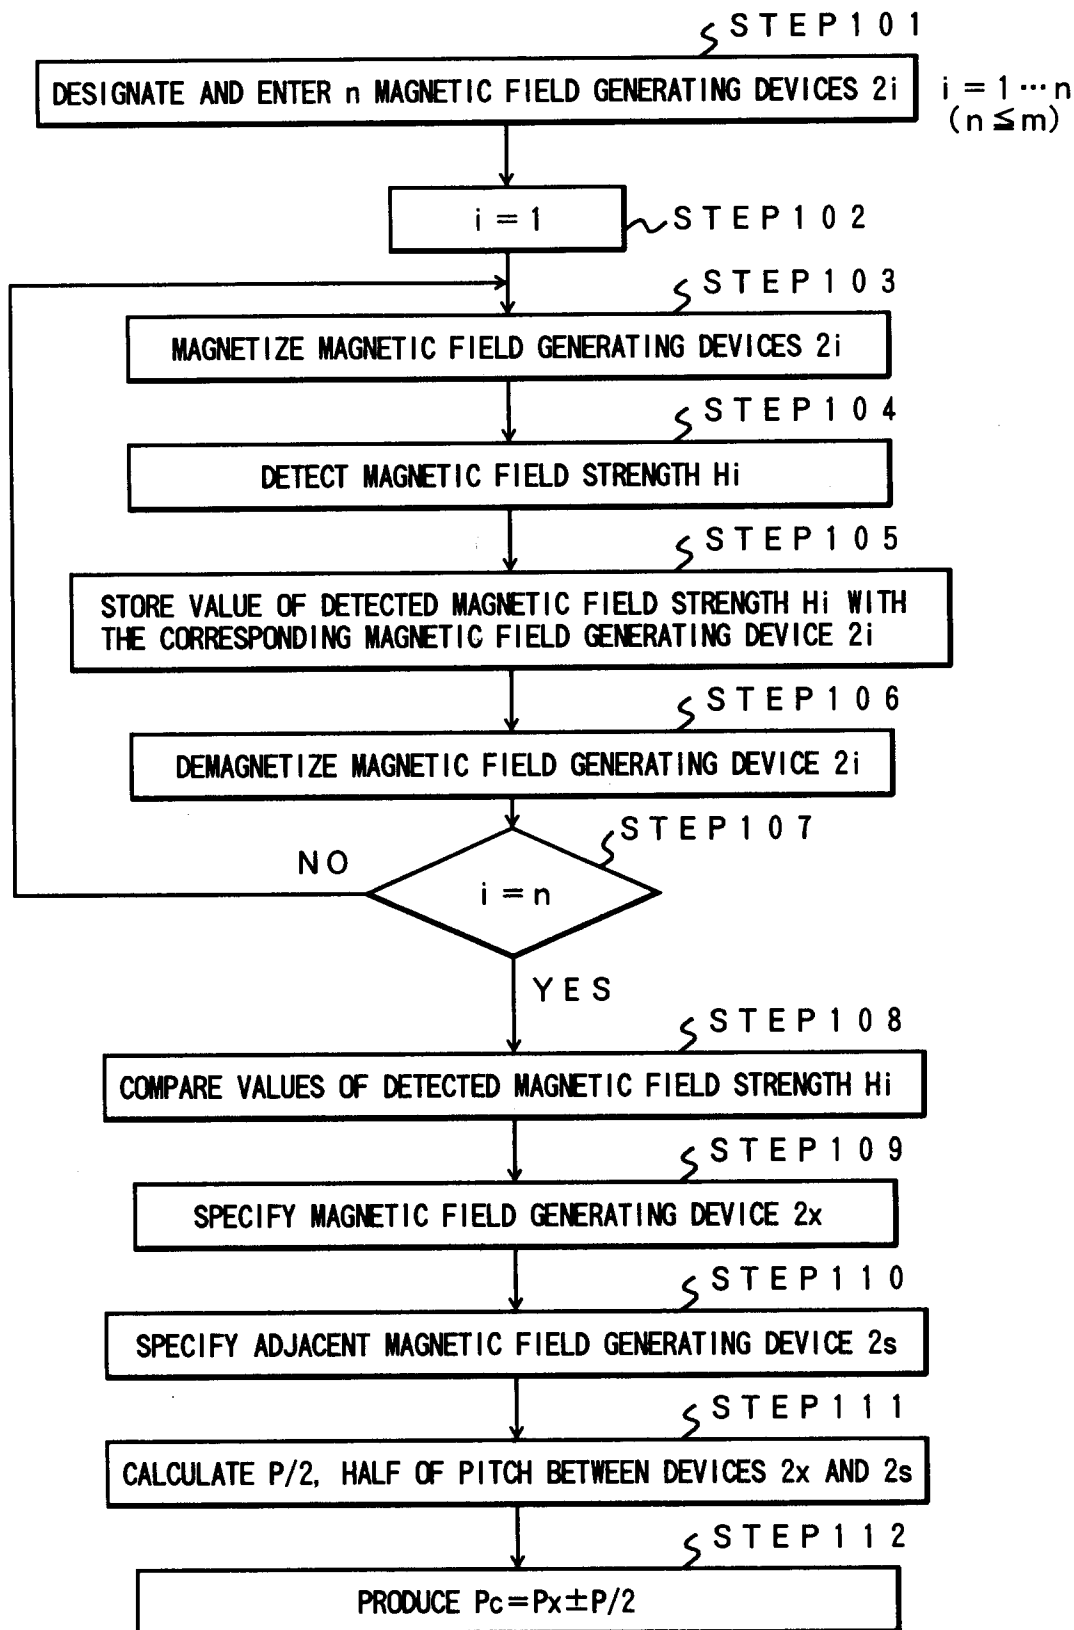 STEP101
DESIGNATE AND ENTER n MAGNETIC FIELD GENERATING DEVICES 2i
i = 1 ··· n
(n ≦ m)
i = 1
STEP102
STEP103
MAGNETIZE MAGNETIC FIELD GENERATING DEVICES 2i
STEP104
DETECT MAGNETIC FIELD STRENGTH Hi
STEP105
STORE VALUE OF DETECTED MAGNETIC FIELD STRENGTH Hi WITH
THE CORRESPONDING MAGNETIC FIELD GENERATING DEVICE 2i
STEP106
DEMAGNETIZE MAGNETIC FIELD GENERATING DEVICE 2i
STEP107
NO
i = n
YES
STEP108
COMPARE VALUES OF DETECTED MAGNETIC FIELD STRENGTH Hi
STEP109
SPECIFY MAGNETIC FIELD GENERATING DEVICE 2x
STEP110
SPECIFY ADJACENT MAGNETIC FIELD GENERATING DEVICE 2s
STEP111
CALCULATE P/2, HALF OF PITCH BETWEEN DEVICES 2x AND 2s
STEP112
PRODUCE Pc=Px±P/2